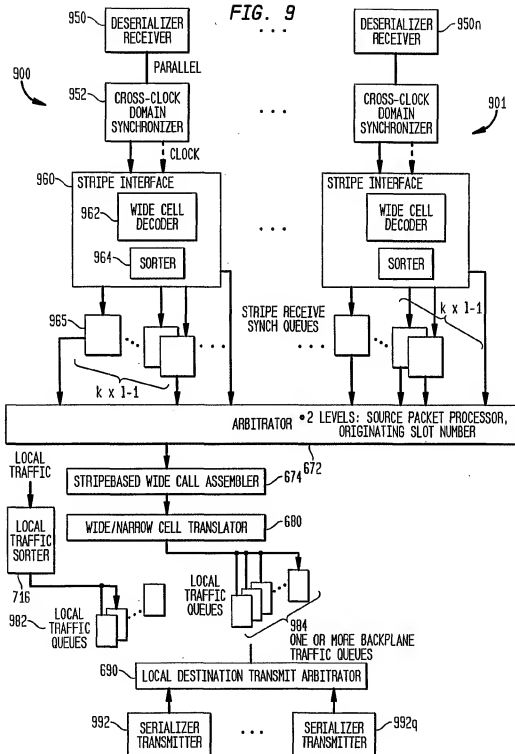 FIG. 9
950
DESERIALIZER
RECEIVER
...
DESERIALIZER
RECEIVER
950n
PARALLEL
900
952
CROSS-CLOCK
DOMAIN
SYNCHRONIZER
...
CROSS-CLOCK
DOMAIN
SYNCHRONIZER
901
CLOCK
960
STRIPE INTERFACE
962
WIDE CELL
DECODER
...
964
SORTER
STRIPE INTERFACE
WIDE CELL
DECODER
SORTER
965
STRIPE RECEIVE
SYNCH QUEUES
k x l-1
k x l-1
ARBITRATOR •2 LEVELS: SOURCE PACKET PROCESSOR,
ORIGINATING SLOT NUMBER
672
LOCAL
TRAFFIC
STRIPEBASED WIDE CALL ASSEMBLER
674
WIDE/NARROW CELL TRANSLATOR
680
LOCAL
TRAFFIC
SORTER
716
982
LOCAL
TRAFFIC
QUEUES
LOCAL
TRAFFIC
QUEUES
984
ONE OR MORE BACKPLANE
TRAFFIC QUEUES
690
LOCAL DESTINATION TRANSMIT ARBITRATOR
992
SERIALIZER
TRANSMITTER
...
SERIALIZER
TRANSMITTER
992q